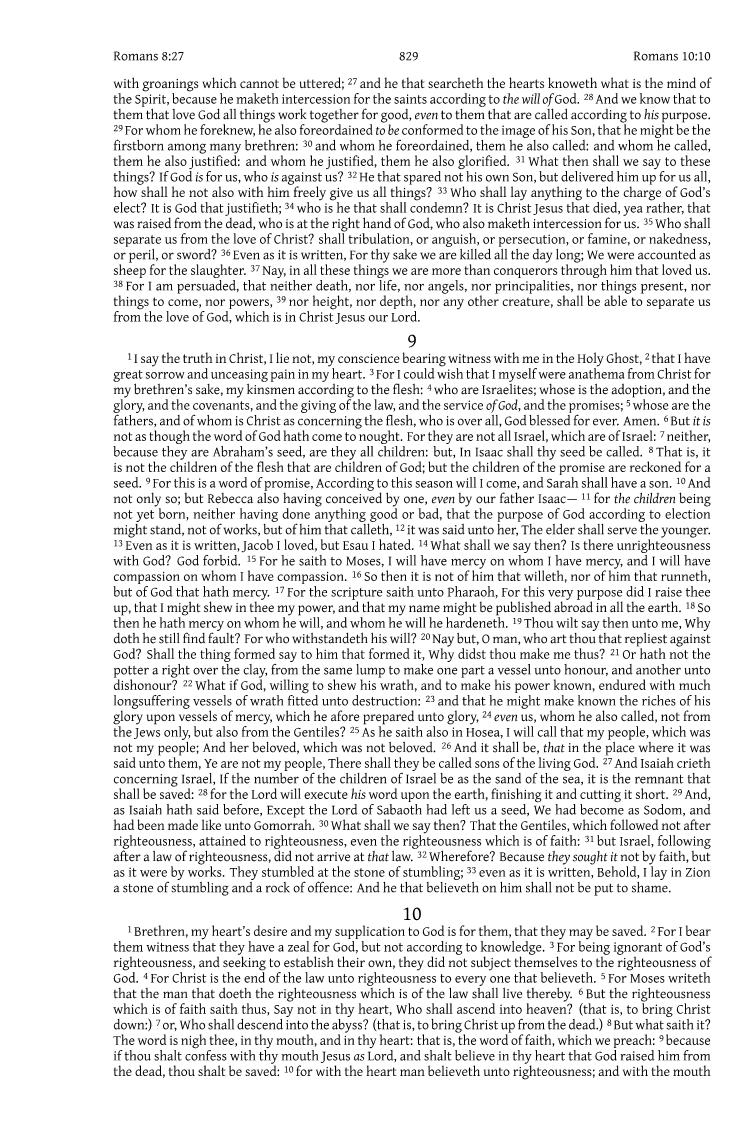 Romans 8:27 829 Romans 10:10
with groanings which cannot be uttered; 27 and he that searcheth the hearts knoweth what is the mind of
the Spirit, because he maketh intercession for the saints according to the will of God. 28 And we know that to
them that love God all things work together for good, even to them that are called according to his purpose.
29 For whom he foreknew, he also foreordained to be conformed to the image of his Son, that he might be the
firstborn among many brethren: 30 and whom he foreordained, them he also called: and whom he called,
them he also justified: and whom he justified, them he also glorified. 31 What then shall we say to these
things? If God is for us, who is against us? 32 He that spared not his own Son, but delivered him up for us all,
how shall he not also with him freely give us all things? 33 Who shall lay anything to the charge of God's
elect? It is God that justifieth; 34 who is he that shall condemn? It is Christ Jesus that died, yea rather, that
was raised from the dead, who is at the right hand of God, who also maketh intercession for us. 35 Who shall
separate us from the love of Christ? shall tribulation, or anguish, or persecution, or famine, or nakedness,
or peril, or sword? 36 Even as it is written, For thy sake we are killed all the day long; We were accounted as
sheep for the slaughter. 37 Nay, in all these things we are more than conquerors through him that loved us.
38 For I am persuaded, that neither death, nor life, nor angels, nor principalities, nor things present, nor
things to come, nor powers, 39 nor height, nor depth, nor any other creature, shall be able to separate us
from the love of God, which is in Christ Jesus our Lord.
9
1 I say the truth in Christ, I lie not, my conscience bearing witness with me in the Holy Ghost, 2 that I have
great sorrow and unceasing pain in my heart. 3 For I could wish that I myself were anathema from Christ for
my brethren's sake, my kinsmen according to the flesh: 4 who are Israelites; whose is the adoption, and the
glory, and the covenants, and the giving of the law, and the service of God, and the promises; 5 whose are the
fathers, and of whom is Christ as concerning the flesh, who is over all, God blessed for ever. Amen. 6 But it is
not as though the word of God hath come to nought. For they are not all Israel, which are of Israel: 7 neither,
because they are Abraham's seed, are they all children: but, In Isaac shall thy seed be called. 8 That is, it
is not the children of the flesh that are children of God; but the children of the promise are reckoned for a
seed. 9 For this is a word of promise, According to this season will I come, and Sarah shall have a son. 10 And
not only so; but Rebecca also having conceived by one, even by our father Isaac— 11 for the children being
not yet born, neither having done anything good or bad, that the purpose of God according to election
might stand, not of works, but of him that calleth, 12 it was said unto her, The elder shall serve the younger.
13 Even as it is written, Jacob I loved, but Esau I hated. 14 What shall we say then? Is there unrighteousness
with God? God forbid. 15 For he saith to Moses, I will have mercy on whom I have mercy, and I will have
compassion on whom I have compassion. 16 So then it is not of him that willeth, nor of him that runneth,
but of God that hath mercy. 17 For the scripture saith unto Pharaoh, For this very purpose did I raise thee
up, that I might shew in thee my power, and that my name might be published abroad in all the earth. 18 So
then he hath mercy on whom he will, and whom he will he hardeneth. 19 Thou wilt say then unto me, Why
doth he still find fault? For who withstandeth his will? 20 Nay but, O man, who art thou that repliest against
God? Shall the thing formed say to him that formed it, Why didst thou make me thus? 21 Or hath not the
potter a right over the clay, from the same lump to make one part a vessel unto honour, and another unto
dishonour? 22 What if God, willing to shew his wrath, and to make his power known, endured with much
longsuffering vessels of wrath fitted unto destruction: 23 and that he might make known the riches of his
glory upon vessels of mercy, which he afore prepared unto glory, 24 even us, whom he also called, not from
the Jews only, but also from the Gentiles? 25 As he saith also in Hosea, I will call that my people, which was
not my people; And her beloved, which was not beloved. 26 And it shall be, that in the place where it was
said unto them, Ye are not my people, There shall they be called sons of the living God. 27 And Isaiah crieth
concerning Israel, If the number of the children of Israel be as the sand of the sea, it is the remnant that
shall be saved: 28 for the Lord will execute his word upon the earth, finishing it and cutting it short. 29 And,
as Isaiah hath said before, Except the Lord of Sabaoth had left us a seed, We had become as Sodom, and
had been made like unto Gomorrah. 30 What shall we say then? That the Gentiles, which followed not after
righteousness, attained to righteousness, even the righteousness which is of faith: 31 but Israel, following
after a law of righteousness, did not arrive at that law. 32 Wherefore? Because they sought it not by faith, but
as it were by works. They stumbled at the stone of stumbling; 33 even as it is written, Behold, I lay in Zion
a stone of stumbling and a rock of offence: And he that believeth on him shall not be put to shame.
10
1 Brethren, my heart's desire and my supplication to God is for them, that they may be saved. 2 For I bear
them witness that they have a zeal for God, but not according to knowledge. 3 For being ignorant of God's
righteousness, and seeking to establish their own, they did not subject themselves to the righteousness of
God. 4 For Christ is the end of the law unto righteousness to every one that believeth. 5 For Moses writeth
that the man that doeth the righteousness which is of the law shall live thereby. 6 But the righteousness
which is of faith saith thus, Say not in thy heart, Who shall ascend into heaven? (that is, to bring Christ
down:) 7 or, Who shall descend into the abyss? (that is, to bring Christ up from the dead.) 8 But what saith it?
The word is nigh thee, in thy mouth, and in thy heart: that is, the word of faith, which we preach: 9 because
if thou shalt confess with thy mouth Jesus as Lord, and shalt believe in thy heart that God raised him from
the dead, thou shalt be saved: 10 for with the heart man believeth unto righteousness; and with the mouth